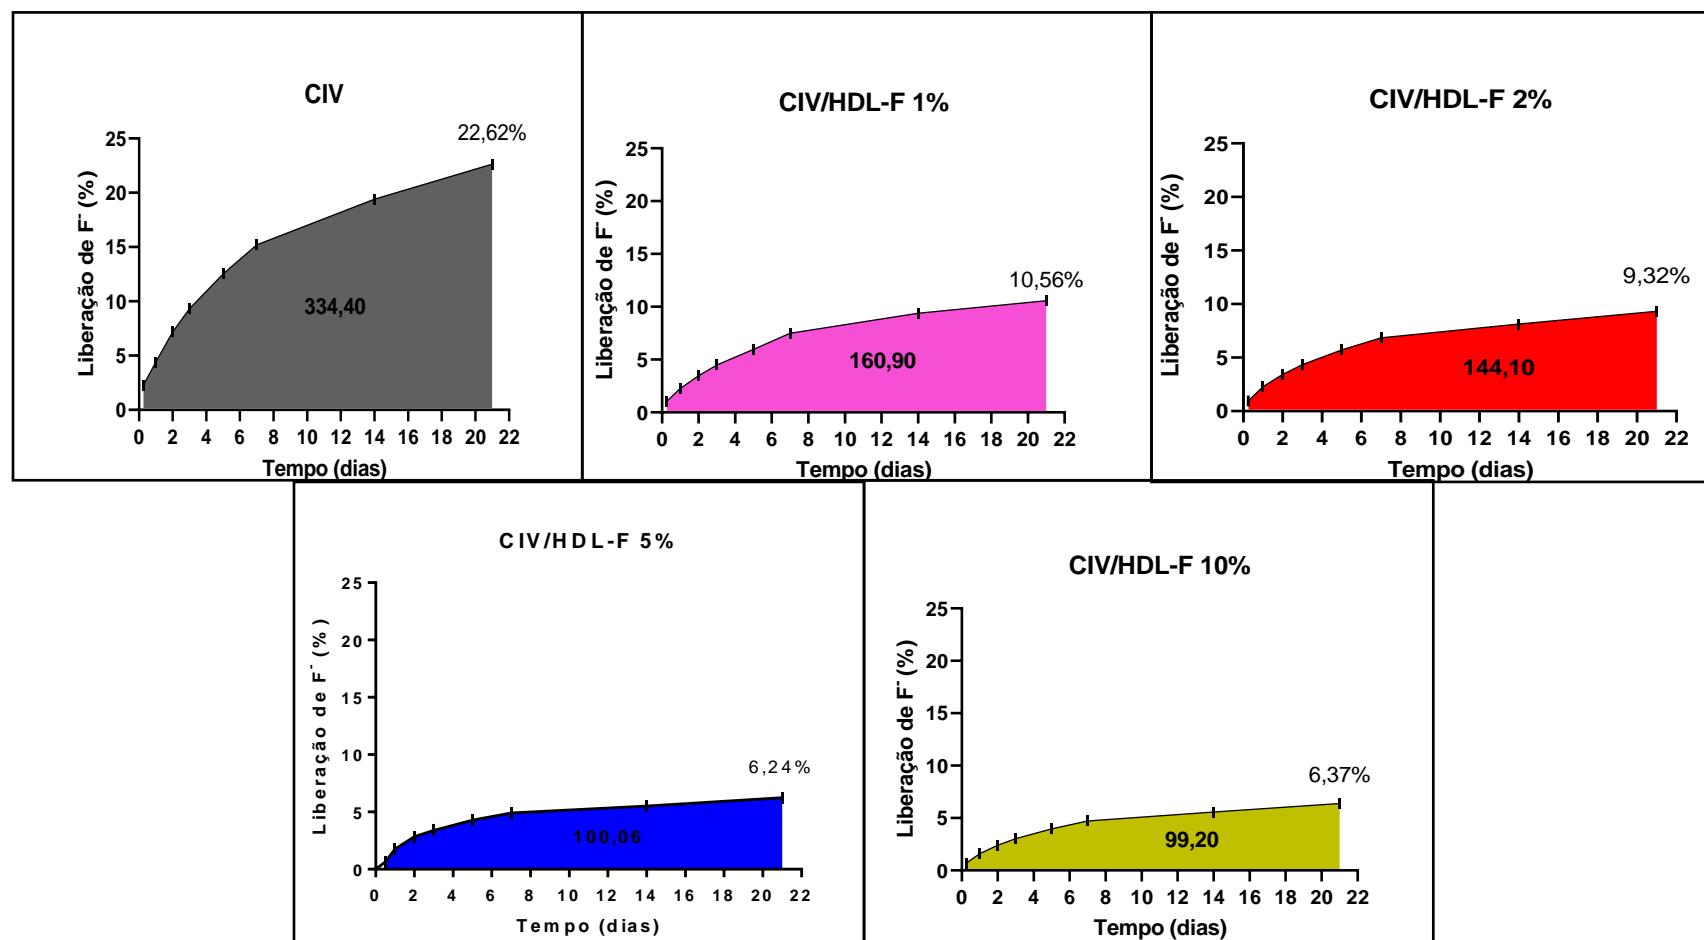 CIV
22,62%
25
20
15
10
5
0
Liberação de F⁻ (%)
334,40
0 2 4 6 8 10 12 14 16 18 20 22
Tempo (dias)
CIV/HDL-F 1%
10,56%
25
20
15
10
5
0
Liberação de F⁻ (%)
160,90
0 2 4 6 8 10 12 14 16 18 20 22
Tempo (dias)
CIV/HDL-F 2%
9,32%
25
20
15
10
5
0
Liberação de F⁻ (%)
144,10
0 2 4 6 8 10 12 14 16 18 20 22
Tempo (dias)
CIV/HDL-F 5%
6,24%
25
20
15
10
5
0
Liberação de F⁻ (%)
100,06
0 2 4 6 8 10 12 14 16 18 20 22
Tempo (dias)
CIV/HDL-F 10%
6,37%
25
20
15
10
5
0
Liberação de F⁻ (%)
99,20
0 2 4 6 8 10 12 14 16 18 20 22
Tempo (dias)